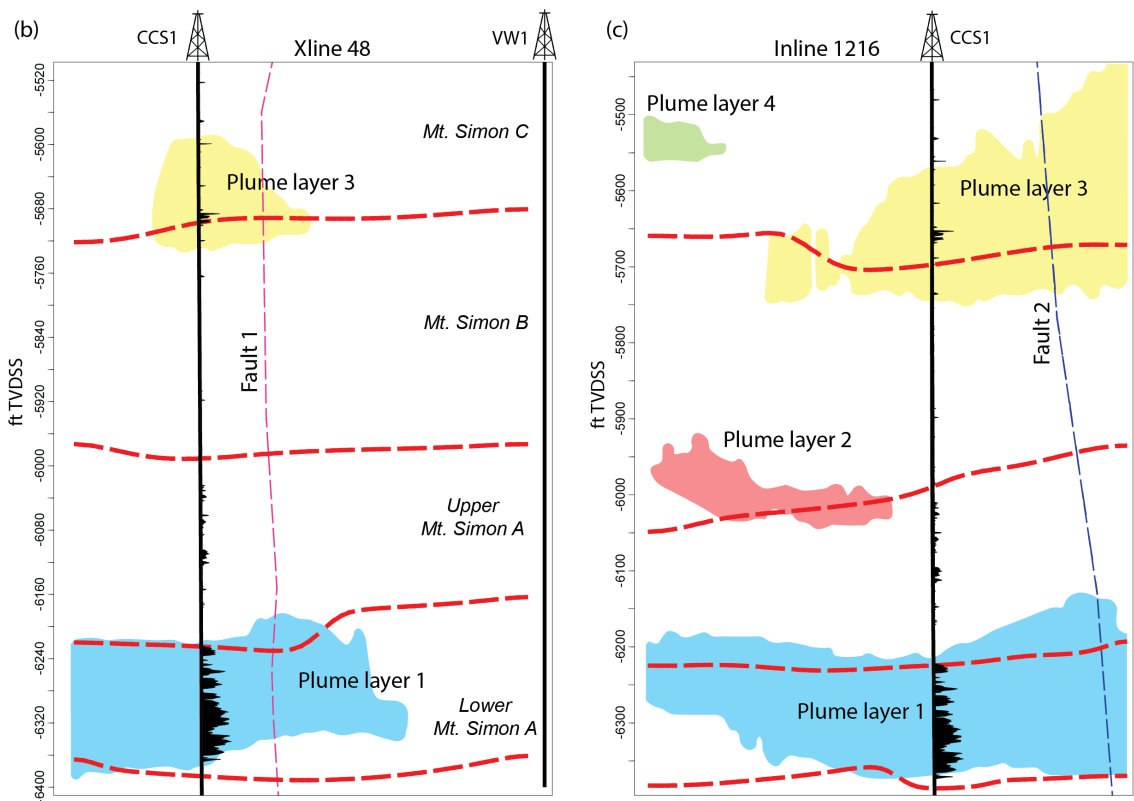 (b)
CCS1
Xline 48
VW1
-5520
-5600
-5680
-5760
-5840
-5920
-6000
-6080
-6160
-6240
-6320
-6400
ft TVDSS
Mt. Simon C
Plume layer 3
Mt. Simon B
Fault 1
Upper
Mt. Simon A
Plume layer 1
Lower
Mt. Simon A
(c)
Inline 1216
CCS1
-5500
-5600
-5700
-5800
-5900
-6000
-6100
-6200
-6300
ft TVDSS
Plume layer 4
Plume layer 3
Fault 2
Plume layer 2
Plume layer 1